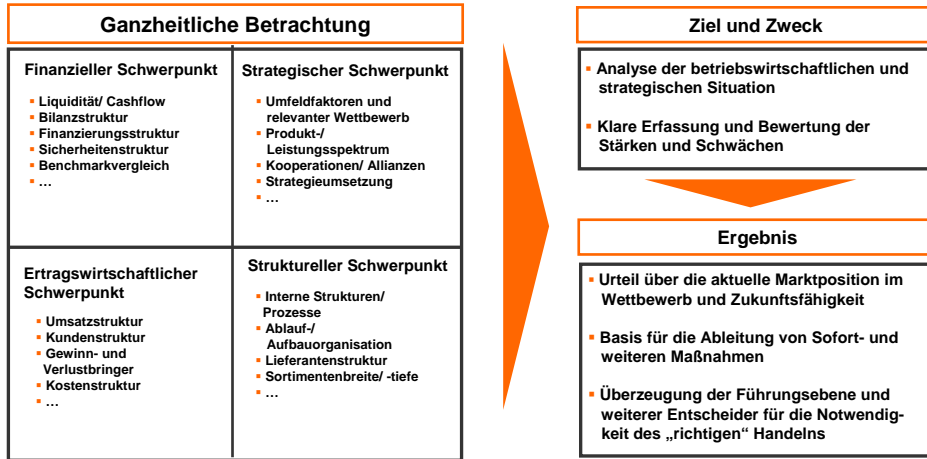 Ganzheitliche Betrachtung
Finanzieller Schwerpunkt
Liquidität/ Cashflow
Bilanzstruktur
Finanzierungsstruktur
Sicherheitenstruktur
Benchmarkvergleich
…
Strategischer Schwerpunkt
Umfeldfaktoren und
relevanter Wettbewerb
Produkt-/
Leistungsspektrum
Kooperationen/ Allianzen
Strategieumsetzung
…
Ertragswirtschaftlicher
Schwerpunkt
Umsatzstruktur
Kundenstruktur
Gewinn- und
Verlustbringer
Kostenstruktur
…
Struktureller Schwerpunkt
Interne Strukturen/
Prozesse
Ablauf-/
Aufbauorganisation
Lieferantenstruktur
Sortimentenbreite/ -tiefe
…
Ziel und Zweck
Analyse der betriebswirtschaftlichen und
strategischen Situation
Klare Erfassung und Bewertung der
Stärken und Schwächen
Ergebnis
Urteil über die aktuelle Marktposition im
Wettbewerb und Zukunftsfähigkeit
Basis für die Ableitung von Sofort- und
weiteren Maßnahmen
Überzeugung der Führungsebene und
weiterer Entscheider für die Notwendig-
keit des „richtigen“ Handelns